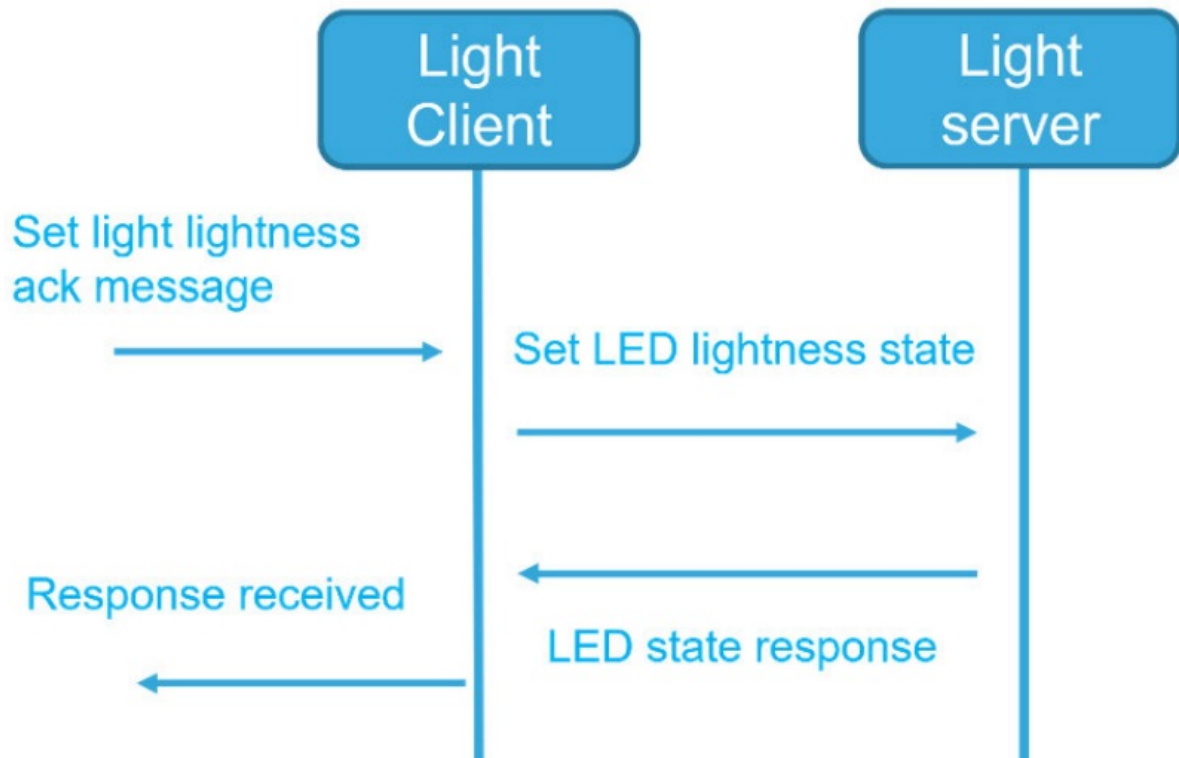 Light
Client
Light
server
Set light lightness
ack message
Set LED lightness state
Response received
LED state response